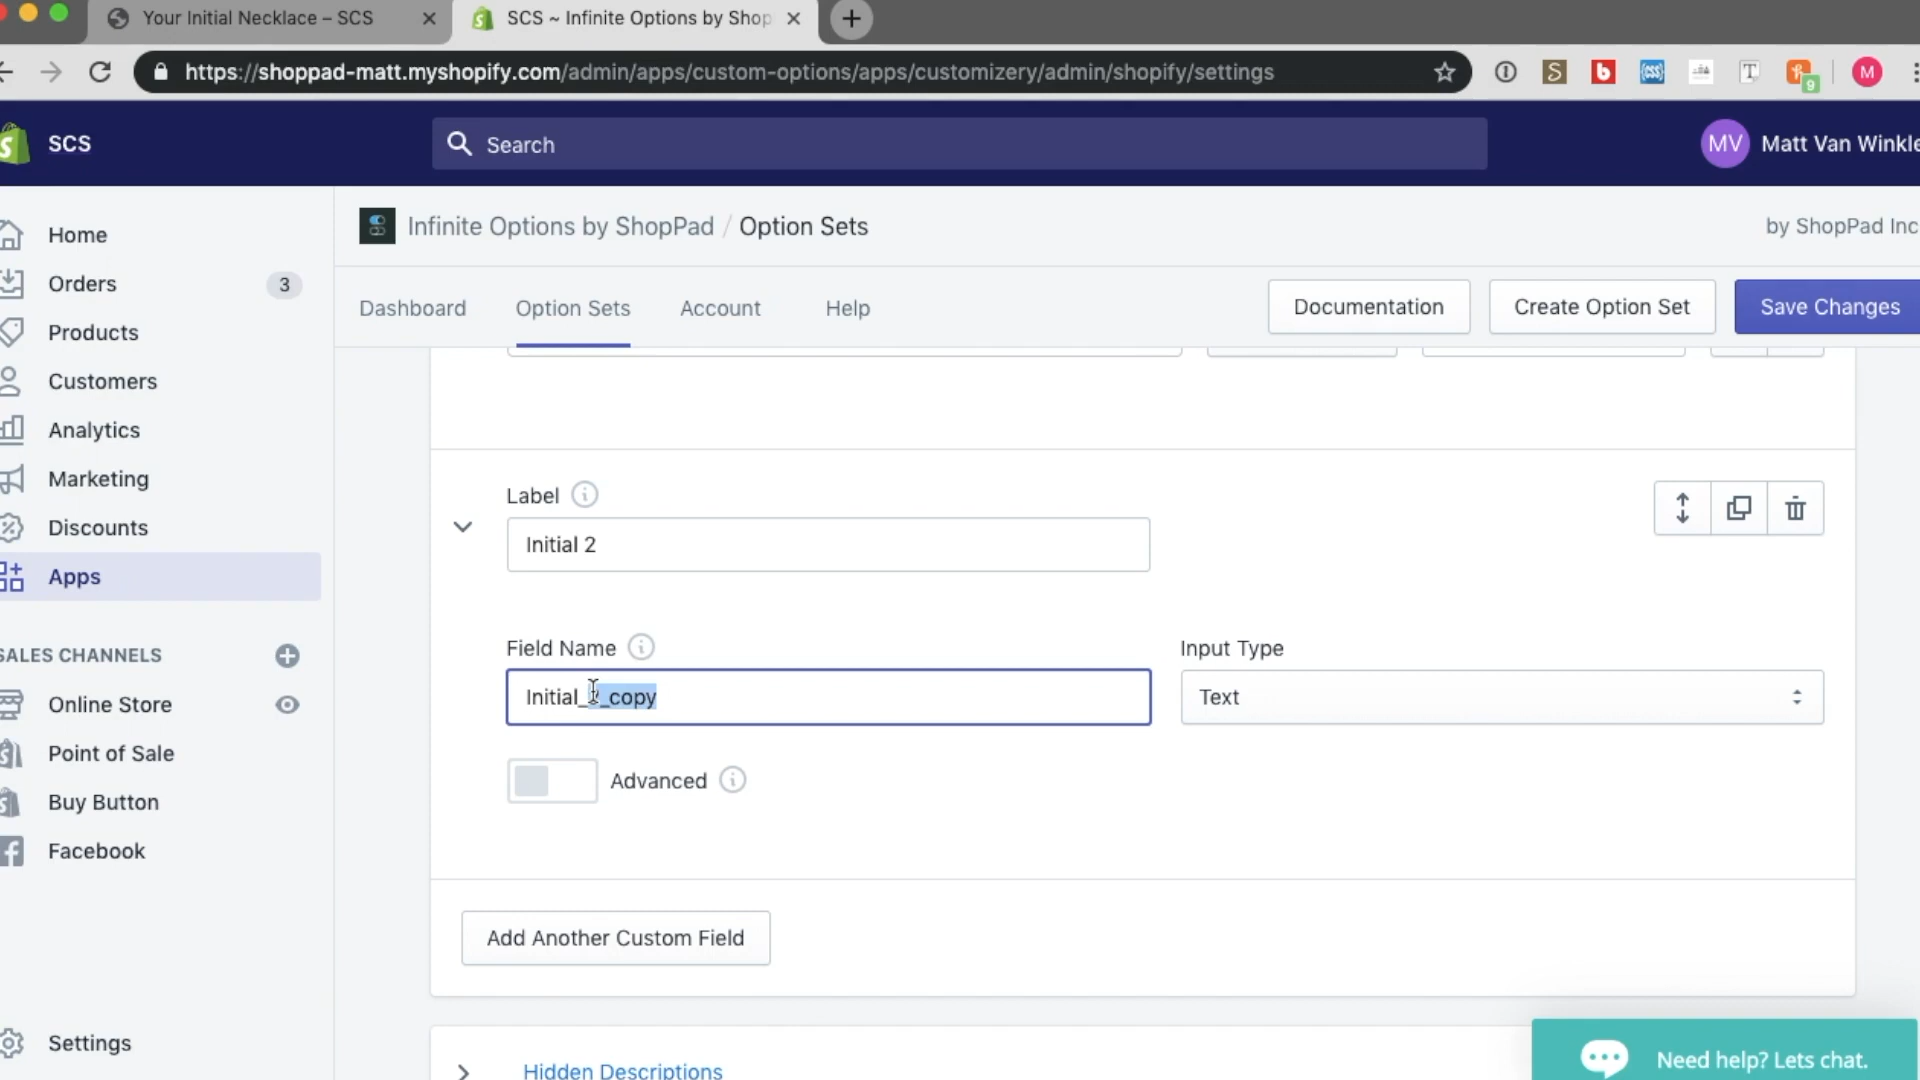 Your Initial Necklace – SCS
SCS ~ Infinite Options by Shop
https://shoppad-matt.myshopify.com/admin/apps/custom-options/apps/customizery/admin/shopify/settings
9
M
SCS
Search
MV
Matt Van Winkle
Infinite Options by ShopPad / Option Sets
by ShopPad Inc
Dashboard
Option Sets
Account
Help
Documentation
Create Option Set
Save Changes
Home
Orders
3
Products
Customers
Analytics
Marketing
Discounts
Apps
SALES CHANNELS
Online Store
Point of Sale
Buy Button
Facebook
Settings
Label
Initial 2
Field Name
Initial_ _copy
Input Type
Text
Advanced
Add Another Custom Field
Hidden Descriptions
Need help? Lets chat.